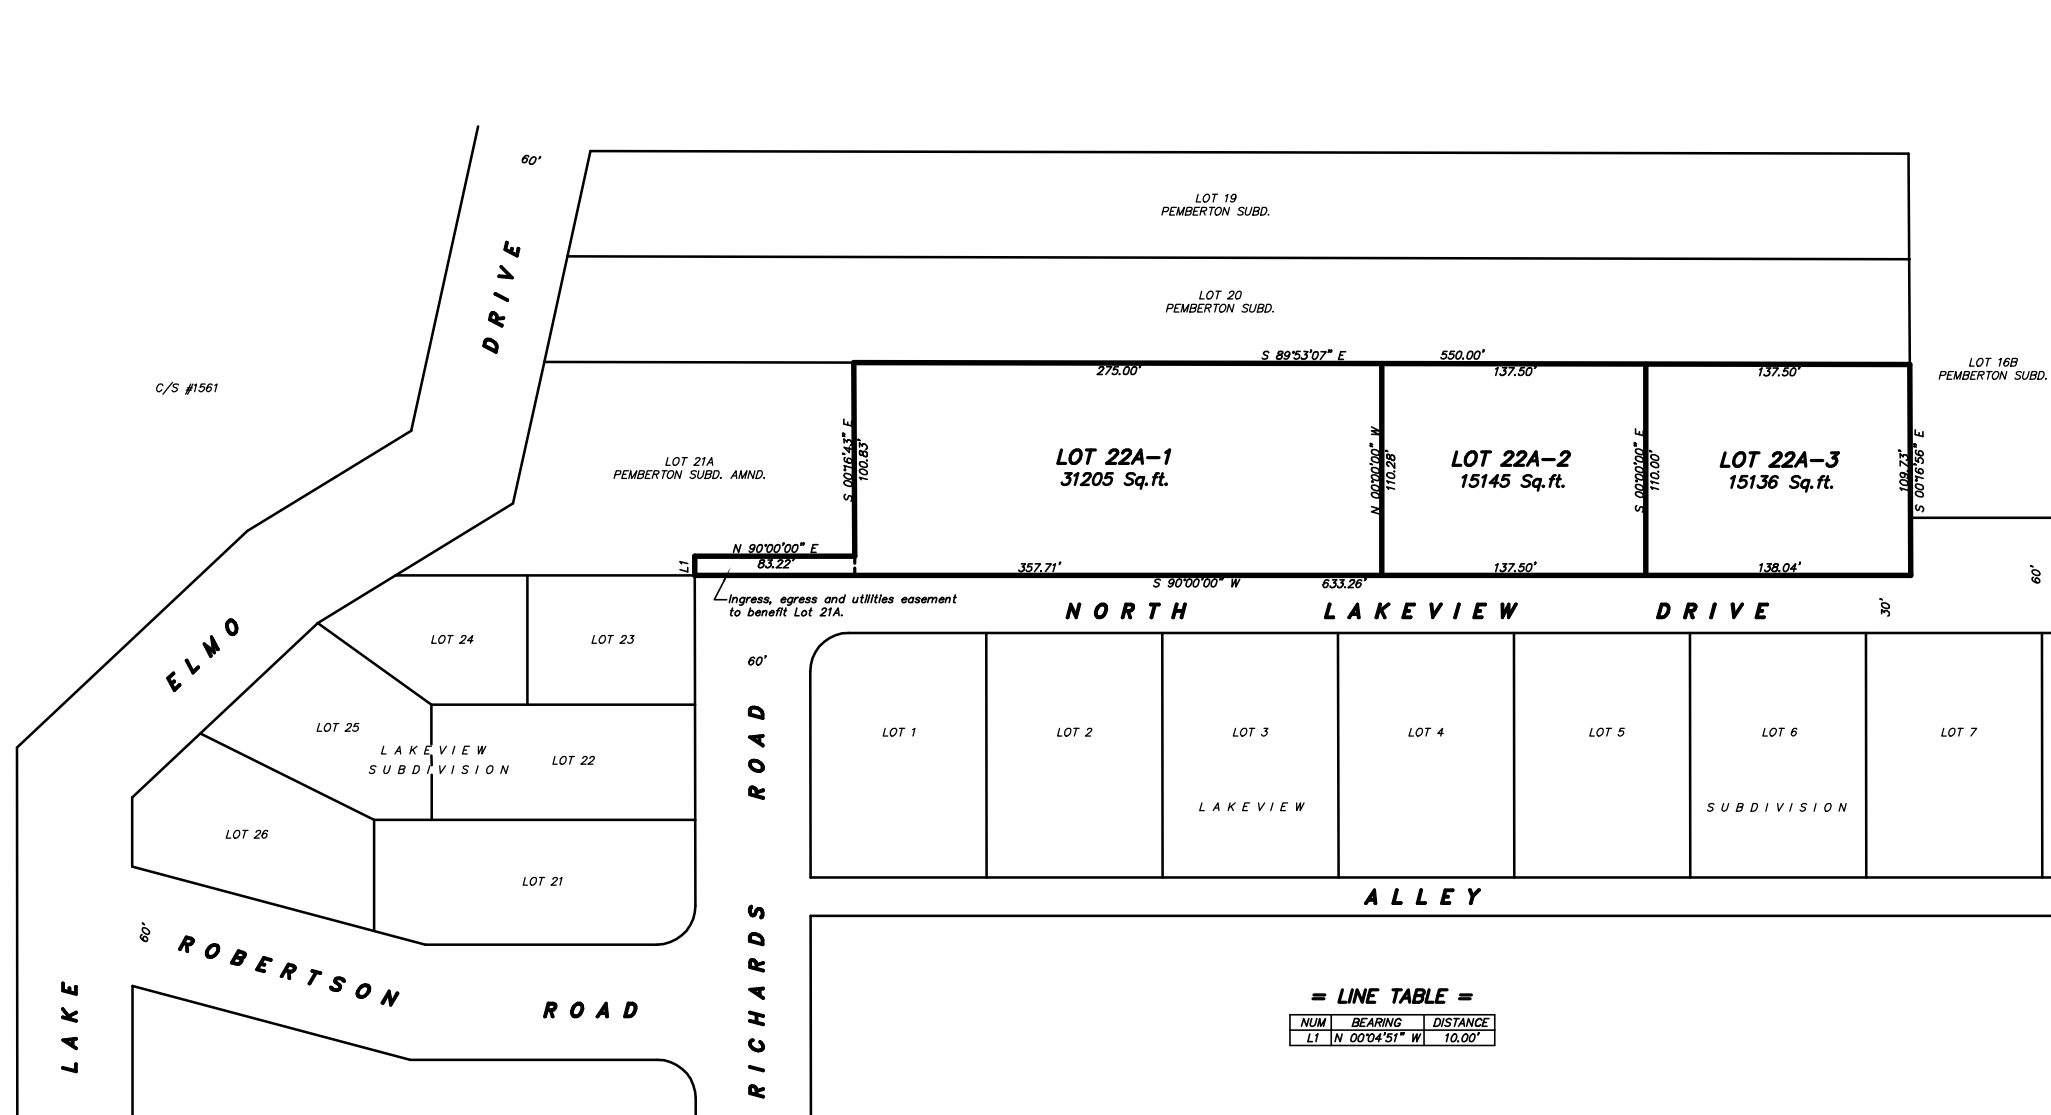 60'
DRIVE
LOT 19
PEMBERTON SUBD.
LOT 20
PEMBERTON SUBD.
C/S #1561
LOT 16B
PEMBERTON SUBD.
S 89°53'07" E
550.00'
275.00'
137.50'
137.50'
LOT 21A
PEMBERTON SUBD. AMND.
S 00°16'43" E
100.83'
LOT 22A-1
31205 Sq.ft.
N 00°00'00" W
110.28'
LOT 22A-2
15145 Sq.ft.
S 00°00'00" E
110.00'
LOT 22A-3
15136 Sq.ft.
109.73'
S 00°16'56" E
N 90°00'00" E
83.22'
L1
357.71'
137.50'
138.04'
S 90°00'00" W
633.26'
Ingress, egress and utilities easement
to benefit Lot 21A.
NORTH LAKEVIEW DRIVE
30'
60'
ELMO
LOT 24
LOT 23
60'
LOT 25
LAKEVIEW
SUBDIVISION
LOT 22
ROAD
LOT 1
LOT 2
LOT 3
LOT 4
LOT 5
LOT 6
LOT 7
LAKEVIEW
SUBDIVISION
LOT 26
LOT 21
ALLEY
60'
ROBERTSON
ROAD
RICHARDS
LAKE
= LINE TABLE =
NUM BEARING DISTANCE
L1 N 00°04'51" W 10.00'